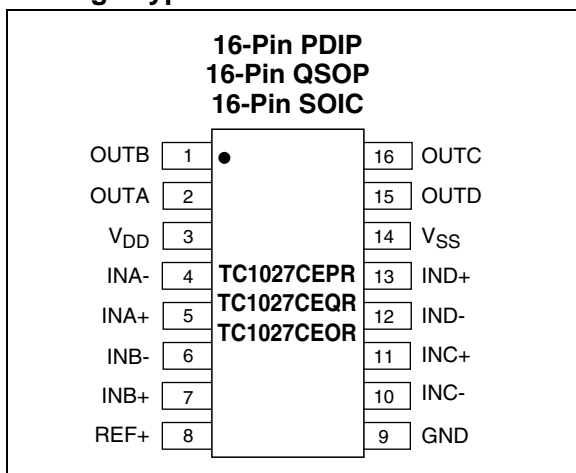 16-Pin PDIP
16-Pin QSOP
16-Pin SOIC
OUTB 1 16 OUTC
OUTA 2 15 OUTD
VDD 3 14 VSS
INA- 4 TC1027CEPR 13 IND+
INA+ 5 TC1027CEQR 12 IND-
TC1027CEOR
INB- 6 11 INC+
INB+ 7 10 INC-
REF+ 8 9 GND